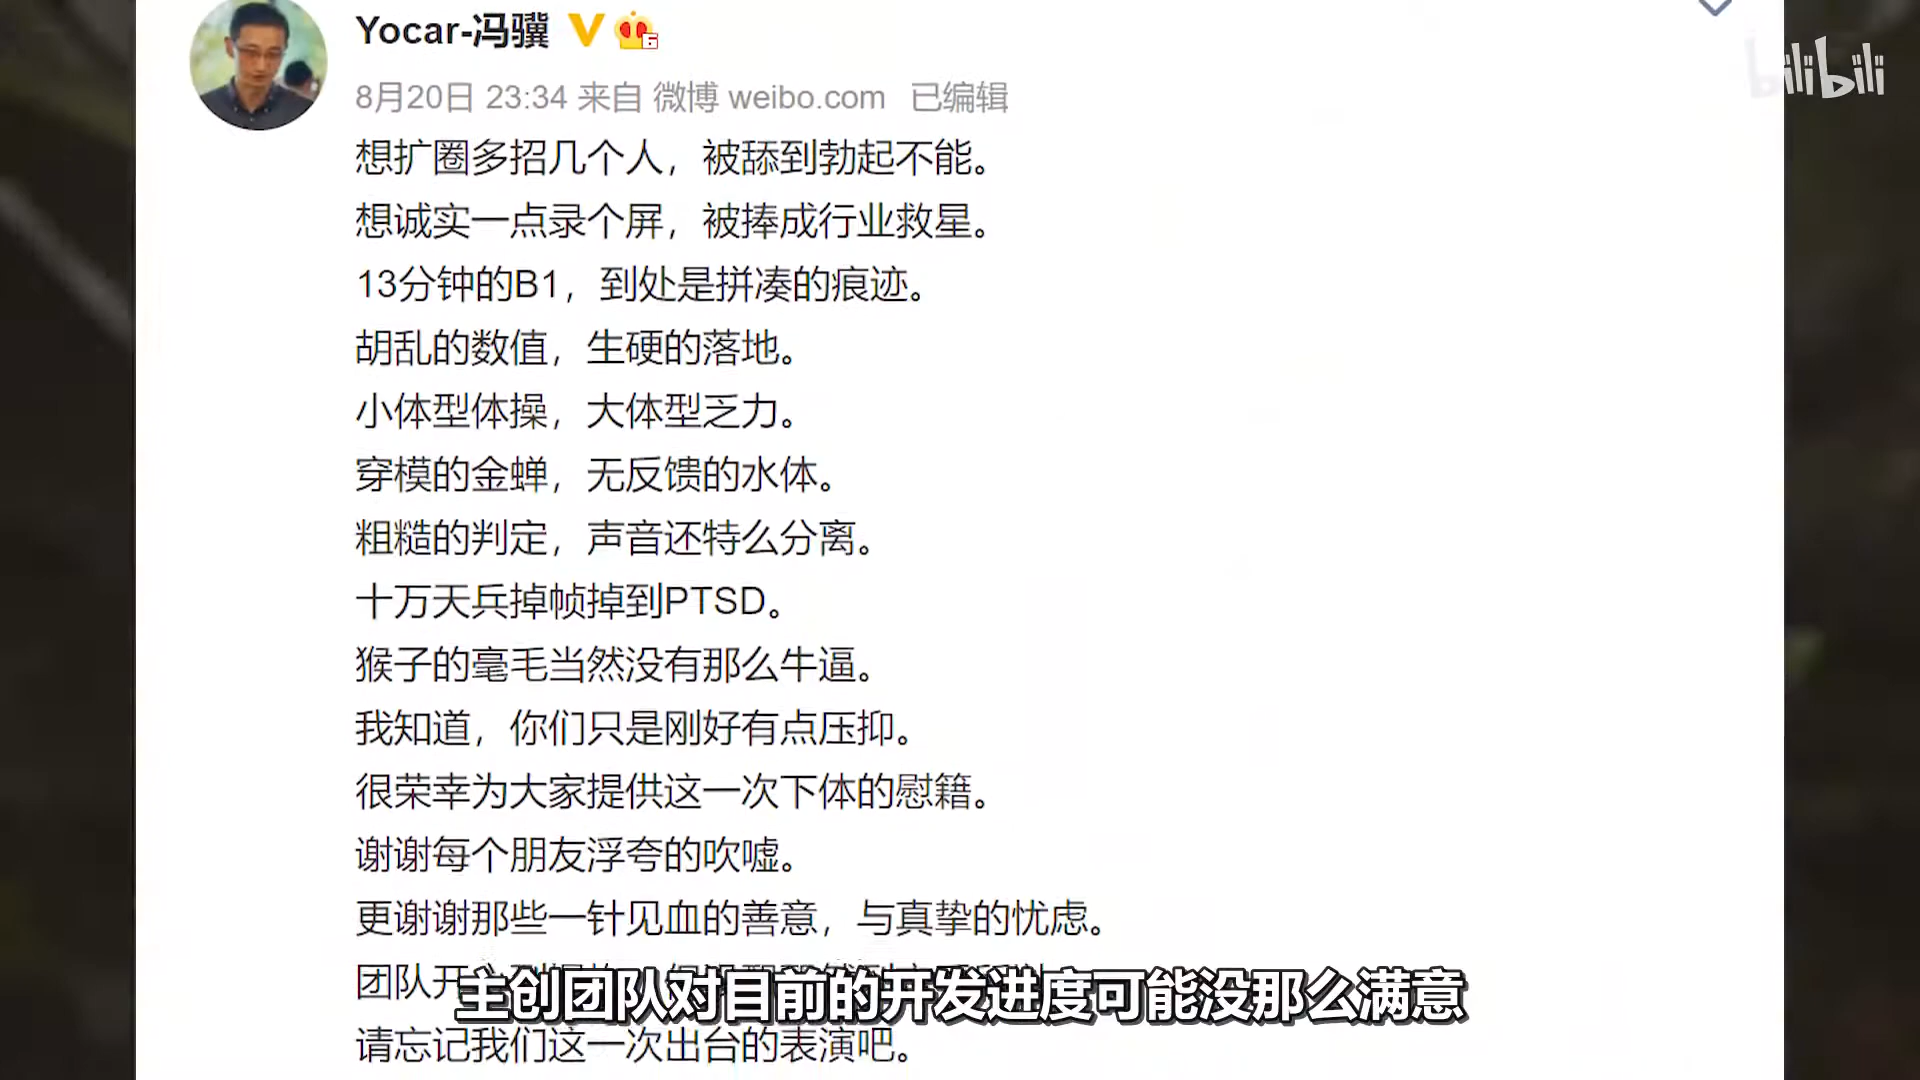 Yocar-冯骥
8月20日 23:34 来自 微博 weibo.com 已编辑
bilibili
想扩圈多招几个人，被舔到勃起不能。
想诚实一点录个屏，被捧成行业救星。
13分钟的B1，到处是拼凑的痕迹。
胡乱的数值，生硬的落地。
小体型体操，大体型乏力。
穿模的金蝉，无反馈的水体。
粗糙的判定，声音还特么分离。
十万天兵掉帧掉到PTSD。
猴子的毫毛当然没有那么牛逼。
我知道，你们只是刚好有点压抑。
很荣幸为大家提供这一次下体的慰籍。
谢谢每个朋友浮夸的吹嘘。
更谢谢那些一针见血的善意，与真挚的忧虑。
团队开
主创团队对目前的开发进度可能没那么满意
请忘记我们这一次出台的表演吧。